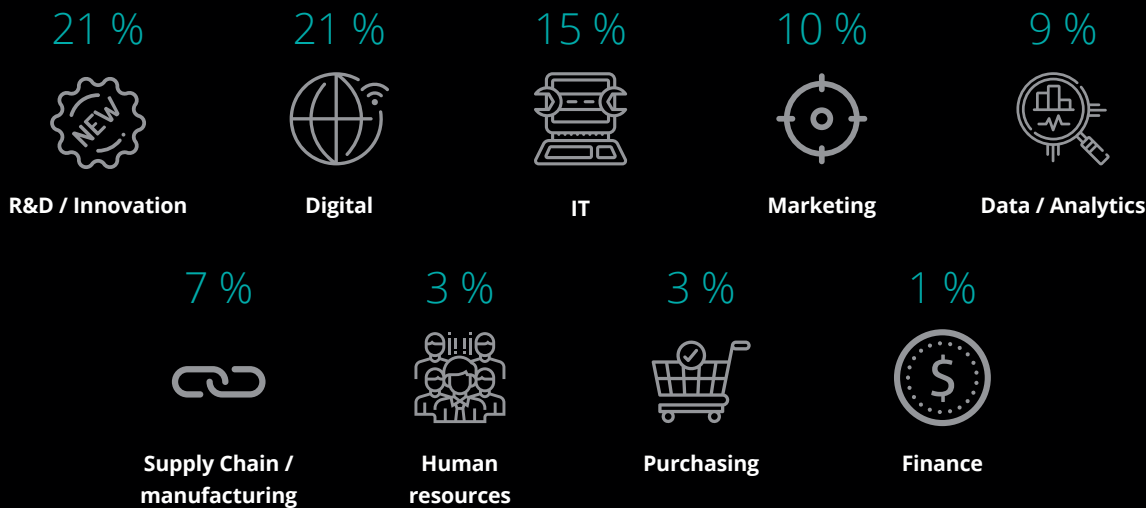 21 %
21 %
15 %
10 %
9 %
NEW
$
R&D / Innovation
Digital
IT
Marketing
Data / Analytics
7 %
3 %
3 %
1 %
Supply Chain /
manufacturing
Human
resources
Purchasing
Finance